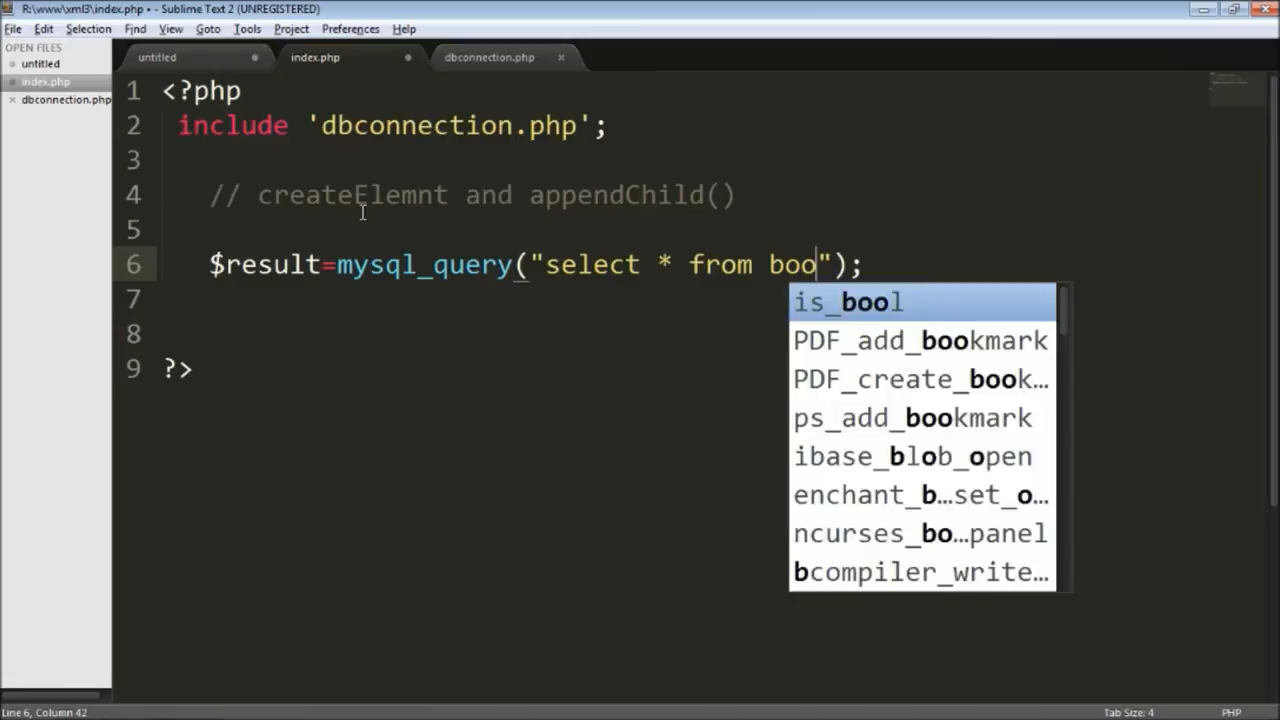 R:\www\xml3\index.php • - Sublime Text 2 (UNREGISTERED)
File Edit Selection Find View Goto Tools Project Preferences Help
OPEN FILES
untitled
index.php
dbconnection.php
untitled index.php dbconnection.php
1 <?php
2 include 'dbconnection.php';
3
4 // createElemnt and appendChild()
5
6 $result=mysql_query("select * from boo");
7
8
9 ?>
is_bool
PDF_add_bookmark
PDF_create_book…
ps_add_bookmark
ibase_blob_open
enchant_b…set_o…
ncurses_bo…panel
bcompiler_write…
Line 6, Column 42 Tab Size: 4 PHP